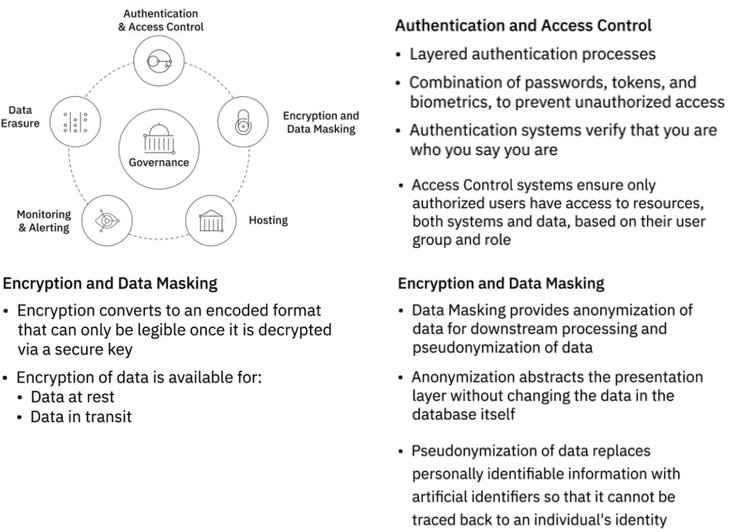 Authentication
& Access Control
Data
Erasure
Encryption and
Data Masking
Governance
Monitoring
& Alerting
Hosting
Authentication and Access Control
• Layered authentication processes
• Combination of passwords, tokens, and
biometrics, to prevent unauthorized access
• Authentication systems verify that you are
who you say you are
• Access Control systems ensure only
authorized users have access to resources,
both systems and data, based on their user
group and role
Encryption and Data Masking
• Encryption converts to an encoded format
that can only be legible once it is decrypted
via a secure key
• Encryption of data is available for:
• Data at rest
• Data in transit
Encryption and Data Masking
• Data Masking provides anonymization of
data for downstream processing and
pseudonymization of data
• Anonymization abstracts the presentation
layer without changing the data in the
database itself
• Pseudonymization of data replaces
personally identifiable information with
artificial identifiers so that it cannot be
traced back to an individual's identity